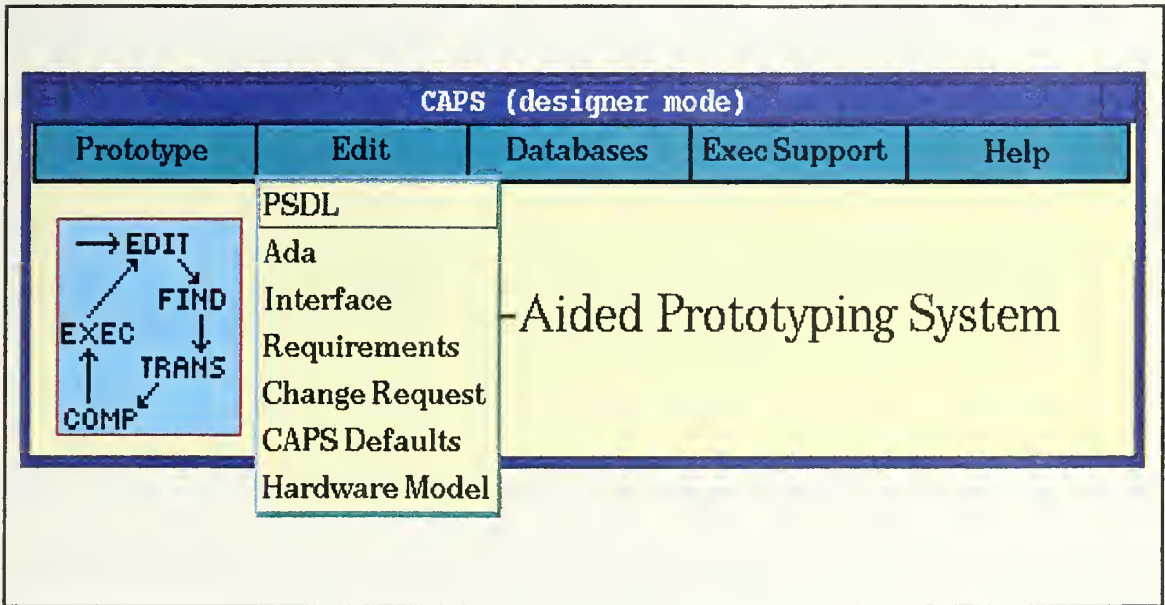 CAPS (designer mode)
Prototype Edit Databases Exec Support Help
PSDL
Ada
Interface
Requirements
Change Request
CAPS Defaults
Hardware Model
EDIT
FIND
EXEC
TRANS
COMP
-Aided Prototyping System